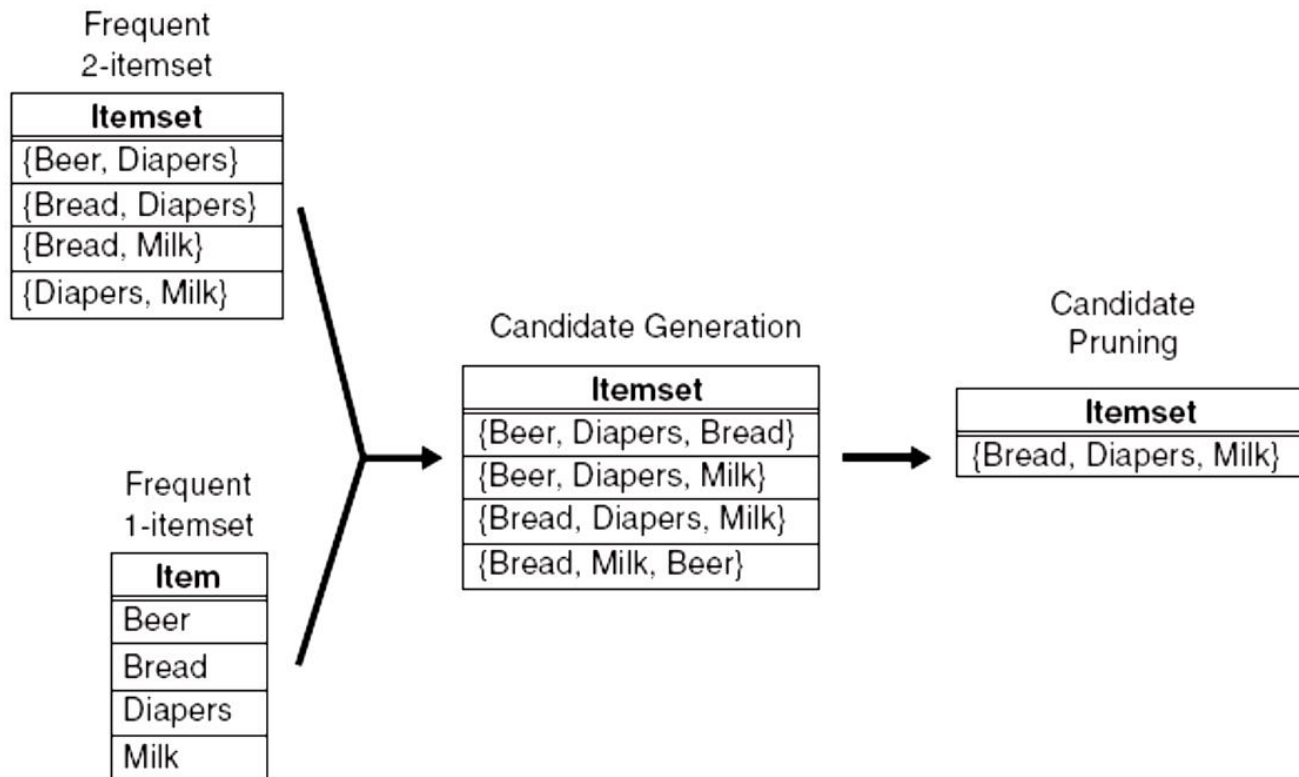 Frequent
2-itemset
Itemset
{Beer, Diapers}
{Bread, Diapers}
{Bread, Milk}
{Diapers, Milk}
Frequent
1-itemset
Item
Beer
Bread
Diapers
Milk
Candidate Generation
Itemset
{Beer, Diapers, Bread}
{Beer, Diapers, Milk}
{Bread, Diapers, Milk}
{Bread, Milk, Beer}
Candidate
Pruning
Itemset
{Bread, Diapers, Milk}